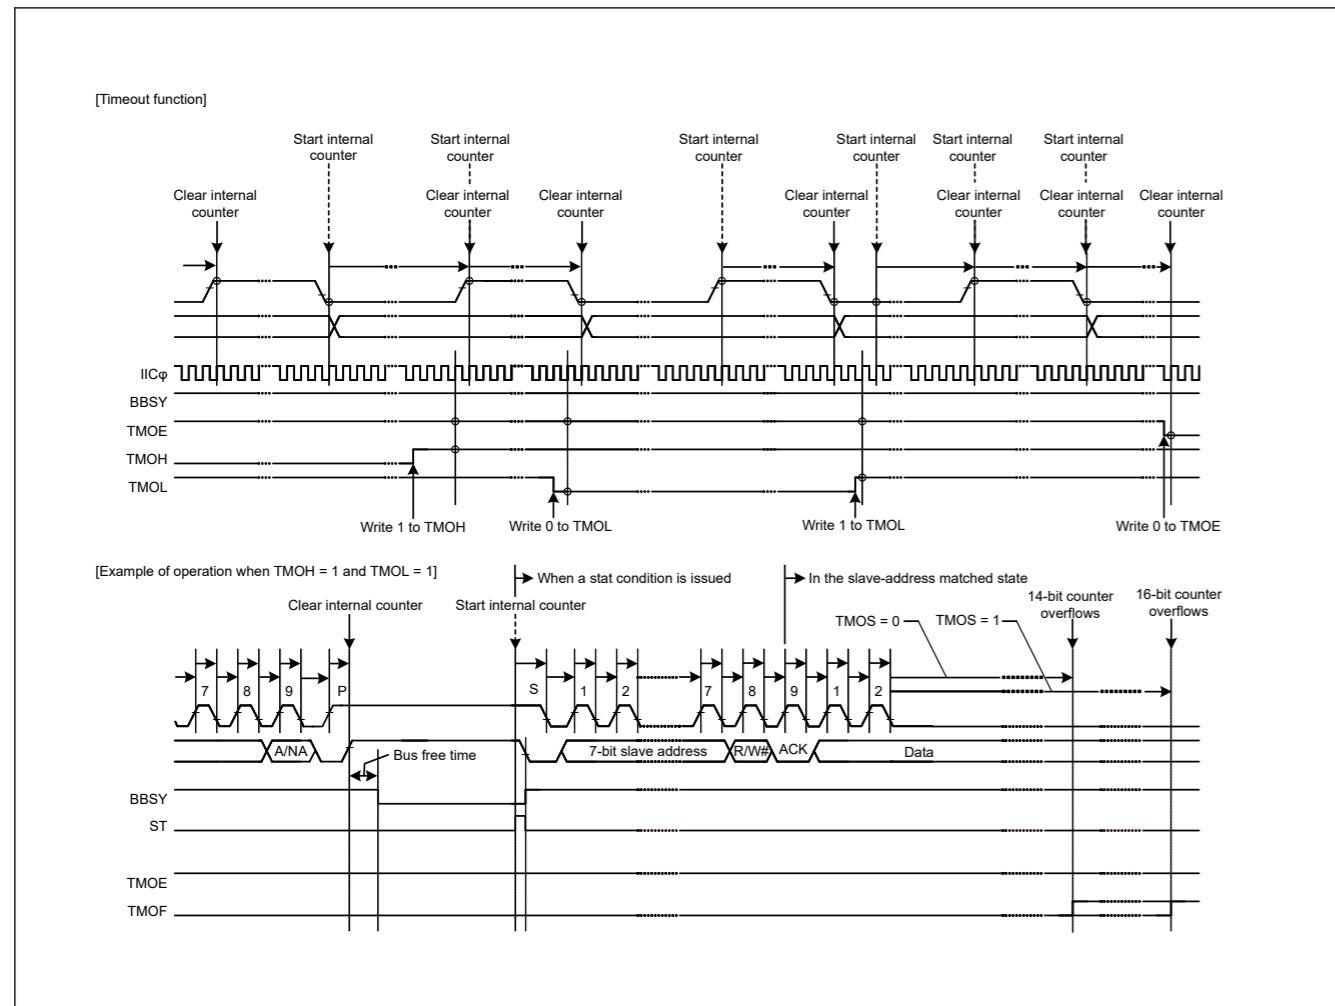 [Timeout function]
Start internal
counter
Start internal
counter
Start internal
counter
Start internal
counter
Start internal
counter
Start internal
counter
Clear internal
counter
Clear internal
counter
Clear internal
counter
Clear internal
counter
Clear internal
counter
Clear internal
counter
Clear internal
counter
IICφ
BBSY
TMOE
TMOH
TMOL
Write 1 to TMOH
Write 0 to TMOL
Write 1 to TMOL
Write 0 to TMOE
[Example of operation when TMOH = 1 and TMOL = 1]
When a stat condition is issued
In the slave-address matched state
Clear internal counter
Start internal counter
14-bit counter
overflows
16-bit counter
overflows
TMOS = 0
TMOS = 1
7 8 9 P S 1 2 7 8 9 1 2
A/NA
7-bit slave address
R/W#
ACK
Data
Bus free time
BBSY
ST
TMOE
TMOF